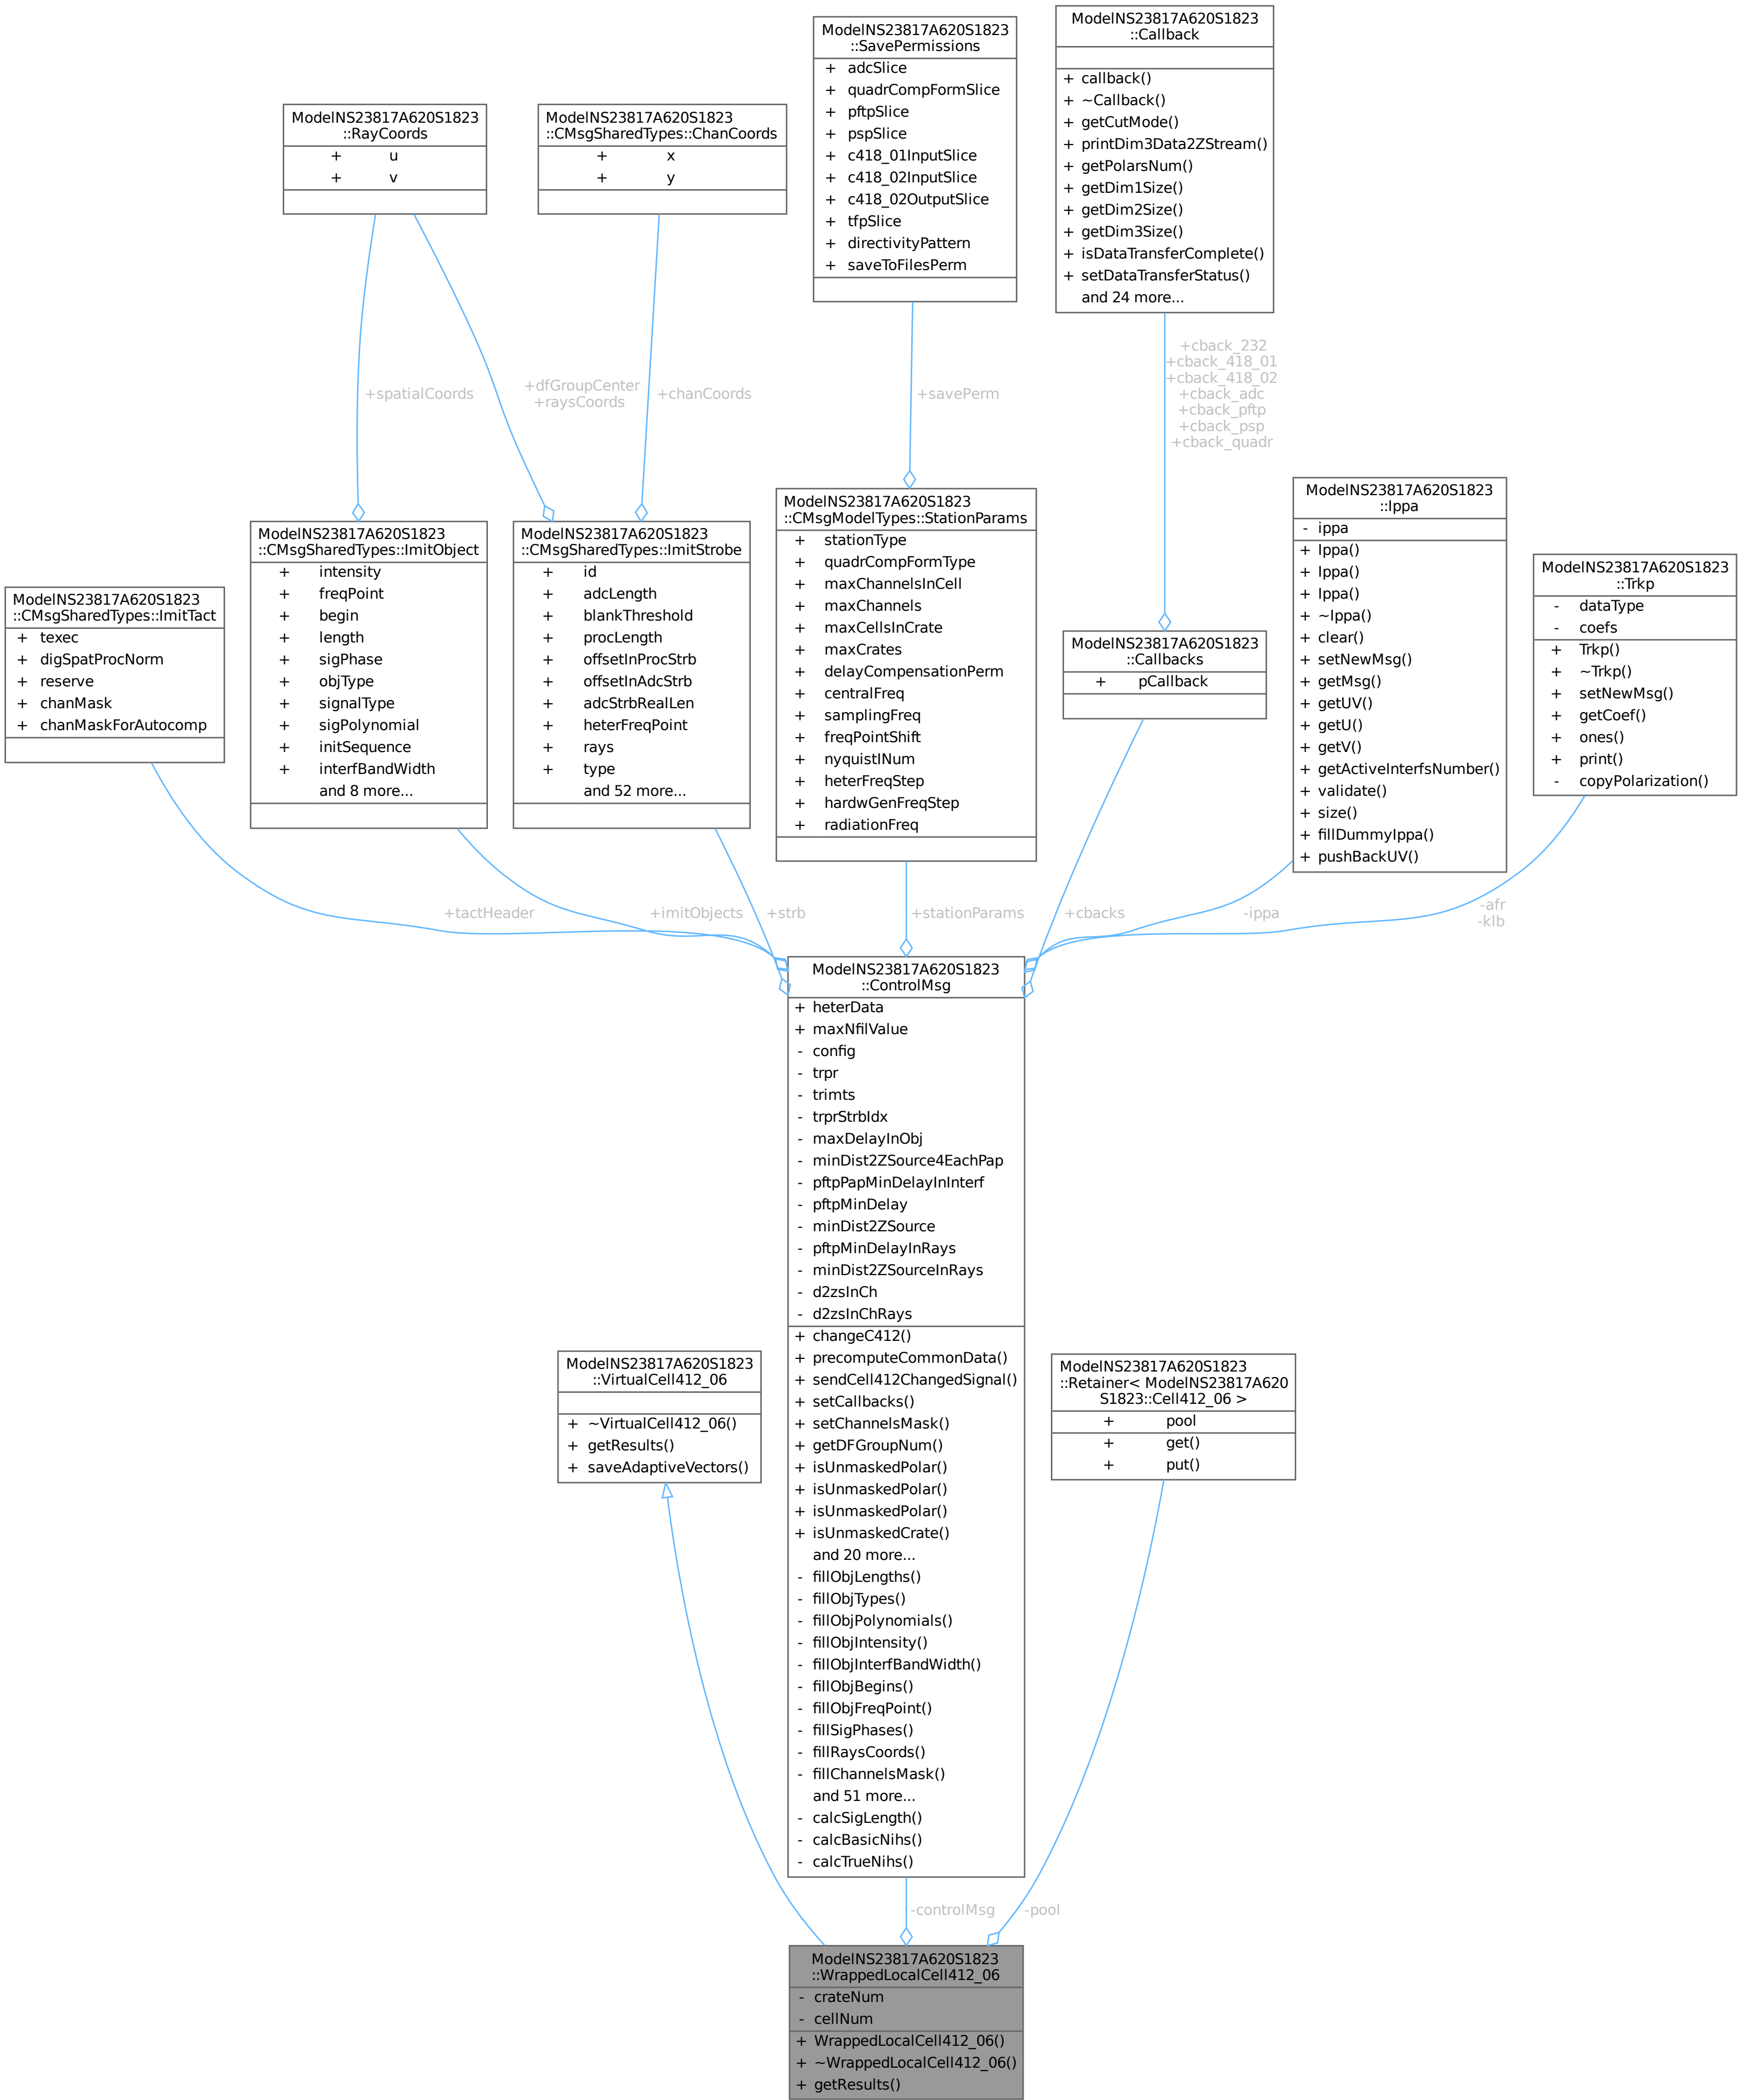 ModelNS23817A620S1823
::Callback
+ callback()
+ ~Callback()
+ getCutMode()
+ printDim3Data2ZStream()
+ getPolarsNum()
+ getDim1Size()
+ getDim2Size()
+ getDim3Size()
+ isDataTransferComplete()
+ setDataTransferStatus()
and 24 more...
ModelNS23817A620S1823
::SavePermissions
+ adcSlice
+ quadrCompFormSlice
+ pftpSlice
+ pspSlice
+ c418_01InputSlice
+ c418_02InputSlice
+ c418_02OutputSlice
+ tfpSlice
+ directivityPattern
+ saveToFilesPerm
ModelNS23817A620S1823
::RayCoords
+ u
+ v
ModelNS23817A620S1823
::CMsgSharedTypes::ChanCoords
+ x
+ y
+spatialCoords
+dfGroupCenter
+raysCoords
+chanCoords
+savePerm
+cback_232
+cback_418_01
+cback_418_02
+cback_adc
+cback_pftp
+cback_psp
+cback_quadr
ModelNS23817A620S1823
::CMsgSharedTypes::ImitTact
+ texec
+ digSpatProcNorm
+ reserve
+ chanMask
+ chanMaskForAutocomp
ModelNS23817A620S1823
::CMsgSharedTypes::ImitObject
+ intensity
+ freqPoint
+ begin
+ length
+ sigPhase
+ objType
+ signalType
+ sigPolynomial
+ initSequence
+ interfBandWidth
and 8 more...
ModelNS23817A620S1823
::CMsgSharedTypes::ImitStrobe
+ id
+ adcLength
+ blankThreshold
+ procLength
+ offsetInProcStrb
+ offsetInAdcStrb
+ adcStrbRealLen
+ heterFreqPoint
+ rays
+ type
and 52 more...
ModelNS23817A620S1823
::CMsgModelTypes::StationParams
+ stationType
+ quadrCompFormType
+ maxChannelsInCell
+ maxChannels
+ maxCellsInCrate
+ maxCrates
+ delayCompensationPerm
+ centralFreq
+ samplingFreq
+ freqPointShift
+ nyquistINum
+ heterFreqStep
+ hardwGenFreqStep
+ radiationFreq
ModelNS23817A620S1823
::Callbacks
+ pCallback
ModelNS23817A620S1823
::Ippa
- ippa
+ Ippa()
+ Ippa()
+ Ippa()
+ ~Ippa()
+ clear()
+ setNewMsg()
+ getMsg()
+ getUV()
+ getU()
+ getV()
+ getActiveInterfsNumber()
+ validate()
+ size()
+ fillDummyIppa()
+ pushBackUV()
ModelNS23817A620S1823
::Trkp
- dataType
- coefs
+ Trkp()
+ ~Trkp()
+ setNewMsg()
+ getCoef()
+ ones()
+ print()
- copyPolarization()
+tactHeader
+imitObjects
+strb
+stationParams
+cbacks
-ippa
-afr
-klb
ModelNS23817A620S1823
::ControlMsg
+ heterData
+ maxNfilValue
- config
- trpr
- trimts
- trprStrbIdx
- maxDelayInObj
- minDist2ZSource4EachPap
- pftpPapMinDelayInInterf
- pftpMinDelay
- minDist2ZSource
- pftpMinDelayInRays
- minDist2ZSourceInRays
- d2zsInCh
- d2zsInChRays
+ changeC412()
+ precomputeCommonData()
+ sendCell412ChangedSignal()
+ setCallbacks()
+ setChannelsMask()
+ getDFGroupNum()
+ isUnmaskedPolar()
+ isUnmaskedPolar()
+ isUnmaskedPolar()
+ isUnmaskedCrate()
and 20 more...
- fillObjLengths()
- fillObjTypes()
- fillObjPolynomials()
- fillObjIntensity()
- fillObjInterfBandWidth()
- fillObjBegins()
- fillObjFreqPoint()
- fillSigPhases()
- fillRaysCoords()
- fillChannelsMask()
and 51 more...
- calcSigLength()
- calcBasicNihs()
- calcTrueNihs()
ModelNS23817A620S1823
::VirtualCell412_06
+ ~VirtualCell412_06()
+ getResults()
+ saveAdaptiveVectors()
ModelNS23817A620S1823
::Retainer< ModelNS23817A620
S1823::Cell412_06 >
+ pool
+ get()
+ put()
-controlMsg
-pool
ModelNS23817A620S1823
::WrappedLocalCell412_06
- crateNum
- cellNum
+ WrappedLocalCell412_06()
+ ~WrappedLocalCell412_06()
+ getResults()